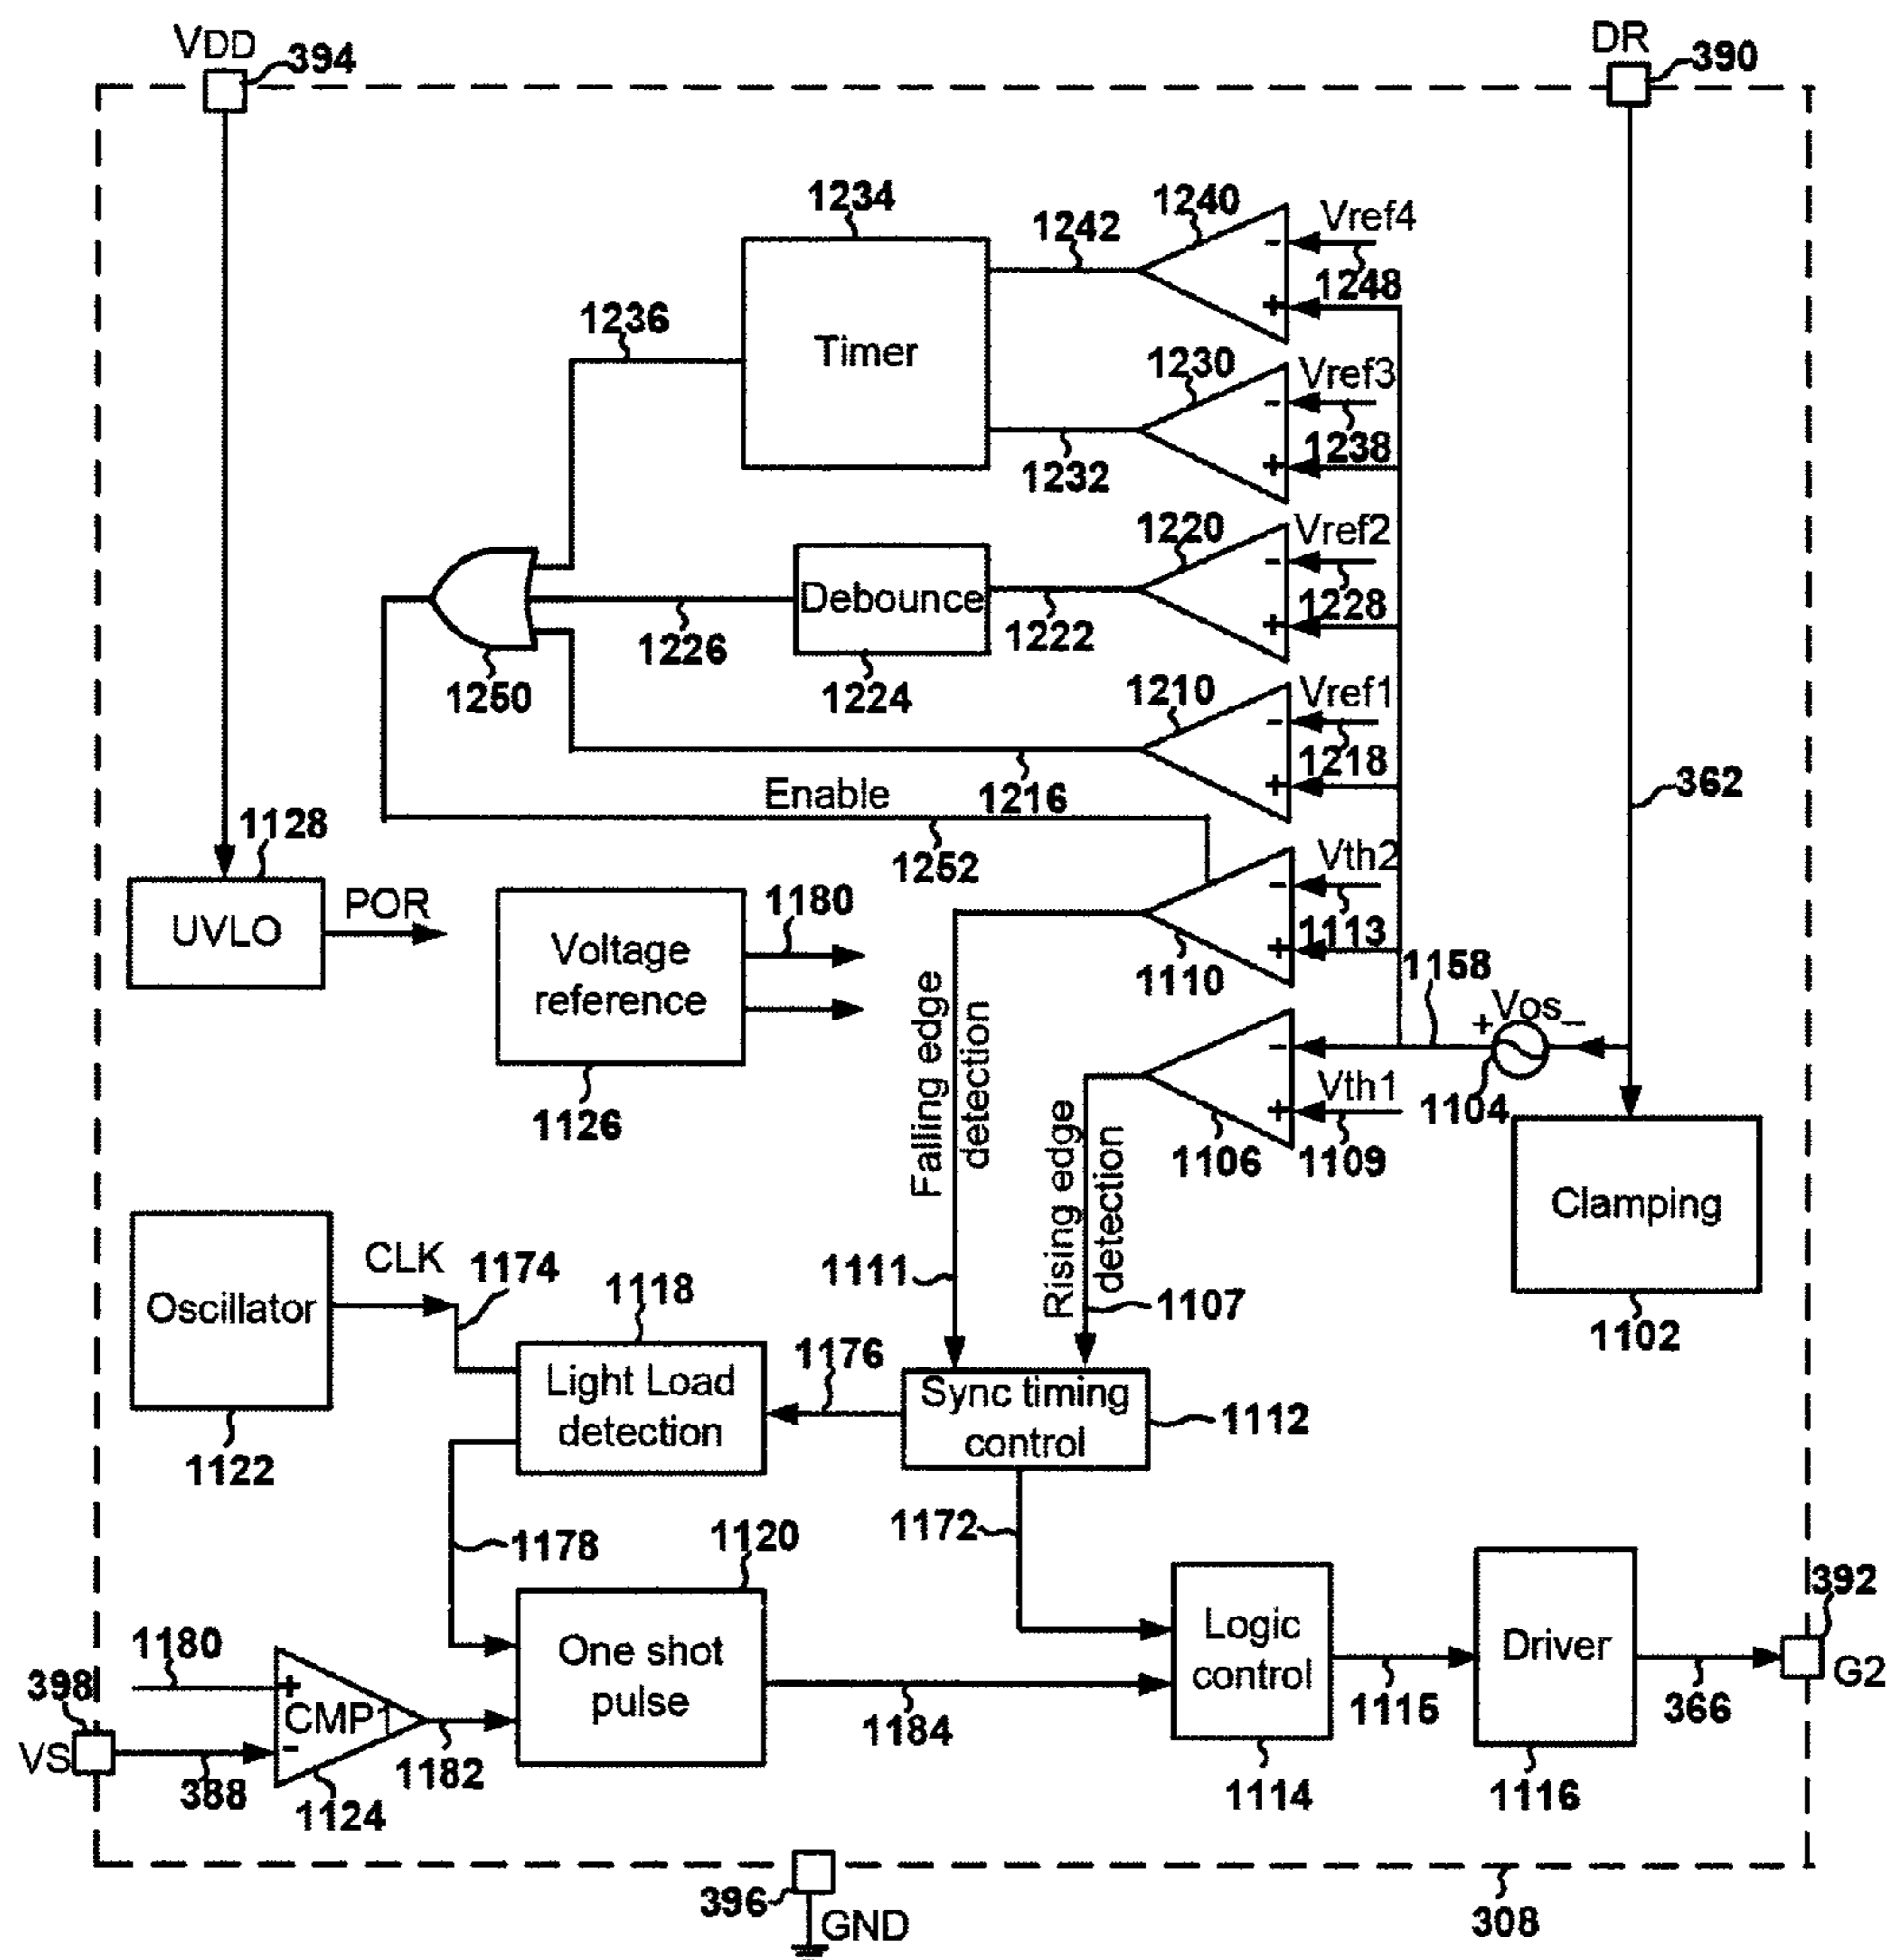 VDD
394
DR
390
1234
1240
Vref4
1242
1248
1236
Timer
1230
Vref3
1238
1232
1220
Vref2
Debounce
1228
1222
1226
1250
1224
1210
Vref1
1218
362
Enable
1216
1128
1252
Vth2
UVLO
POR
1180
Voltage
reference
1113
1158
1110
+ Vos -
1126
Falling edge
detection
Vth1
1104
1106
1109
Rising edge
detection
Clamping
1102
CLK
1174
1118
1111
1107
Oscillator
1176
Light Load
detection
Sync timing
control
1112
1122
1178
1120
1172
392
1180
One shot
pulse
Logic
control
Driver
G2
398
CMP1
VS
388
1182
1184
1115
366
1124
1114
1116
396
GND
308